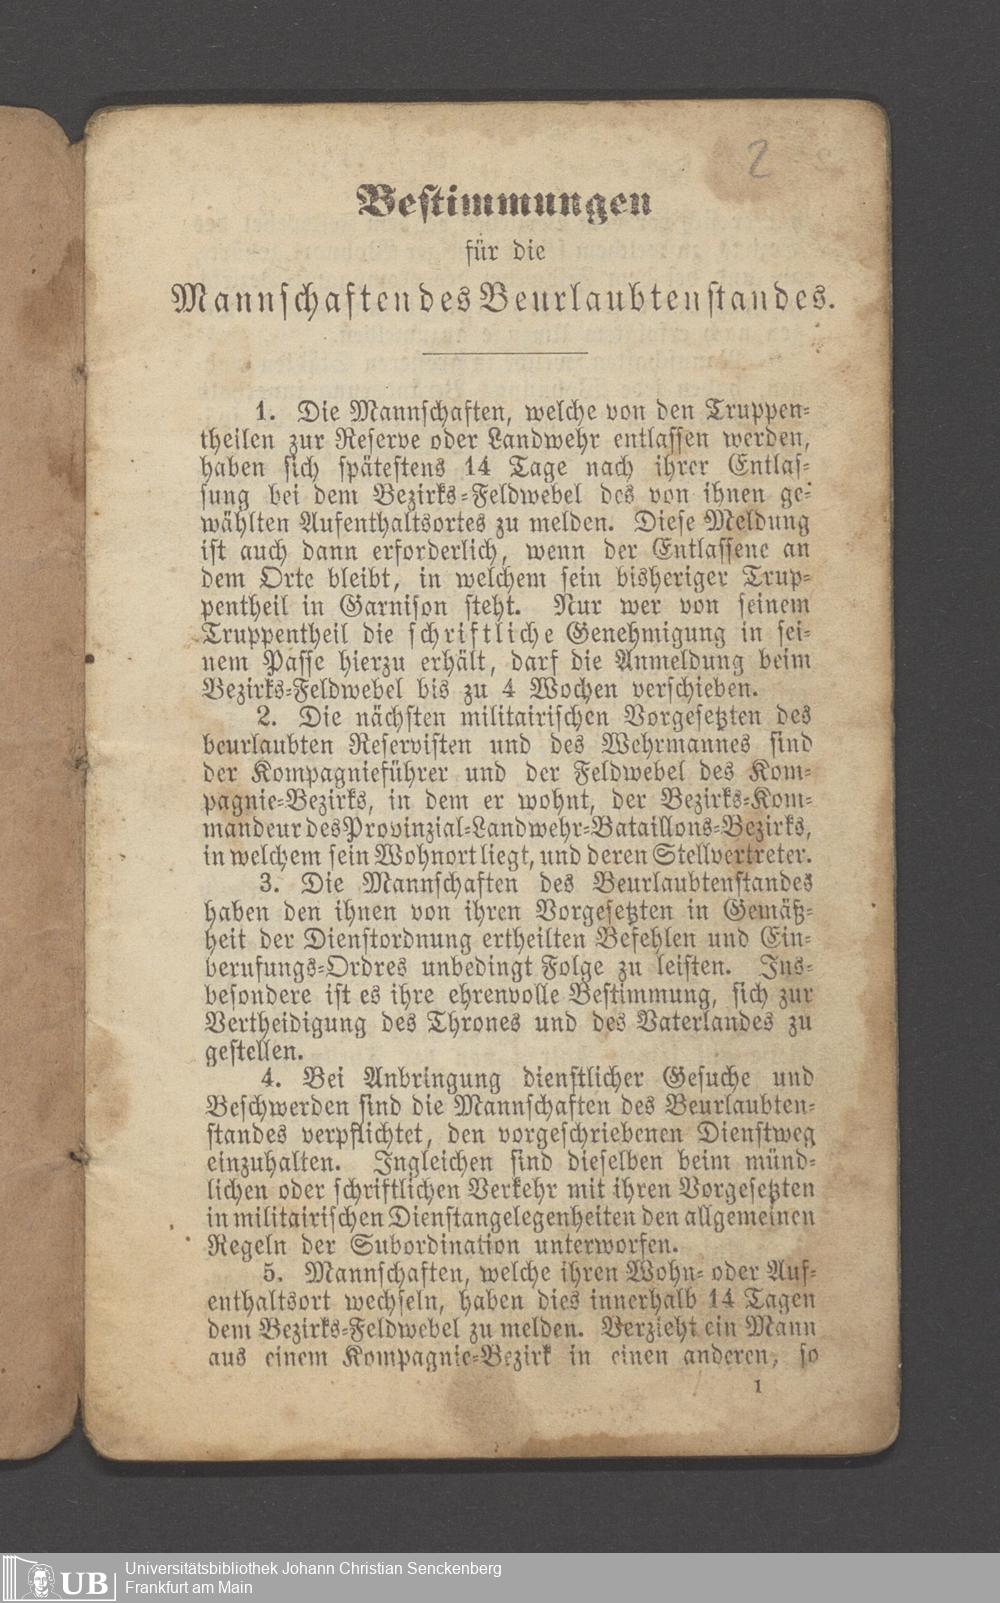 2
Bestimmungen
für die
Mannschaften des Beurlaubtenstandes.
1. Die Mannschaften, welche von den Truppen-
theilen zur Reserve oder Landwehr entlassen werden,
haben sich spätestens 14 Tage nach ihrer Entlas-
sung bei dem Bezirks-Feldwebel des von ihnen ge-
wählten Aufenthaltsortes zu melden. Diese Meldung
ist auch dann erforderlich, wenn der Entlassene an
dem Orte bleibt, in welchem sein bisheriger Trup-
pentheil in Garnison steht. Nur wer von seinem
Truppentheil die schriftliche Genehmigung in sei-
nem Passe hierzu erhält, darf die Anmeldung beim
Bezirks-Feldwebel bis zu 4 Wochen verschieben.
2. Die nächsten militairischen Vorgesetzten des
beurlaubten Reservisten und des Wehrmannes sind
der Kompagnieführer und der Feldwebel des Kom-
pagnie-Bezirks, in dem er wohnt, der Bezirks-Kom-
mandeur des Provinzial-Landwehr-Bataillons-Bezirks,
in welchem sein Wohnort liegt, und deren Stellvertreter.
3. Die Mannschaften des Beurlaubtenstandes
haben den ihnen von ihren Vorgesetzten in Gemäß-
heit der Dienstordnung ertheilten Befehlen und Ein-
berufungs-Ordres unbedingt Folge zu leisten. Ins-
besondere ist es ihre ehrenvolle Bestimmung, sich zur
Vertheidigung des Thrones und des Vaterlandes zu
gestellen.
4. Bei Anbringung dienstlicher Gesuche und
Beschwerden sind die Mannschaften des Beurlaubten-
standes verpflichtet, den vorgeschriebenen Dienstweg
einzuhalten. Ingleichen sind dieselben beim münd-
lichen oder schriftlichen Verkehr mit ihren Vorgesetzten
in militairischen Dienstangelegenheiten den allgemeinen
Regeln der Subordination unterworfen.
5. Mannschaften, welche ihren Wohn- oder Auf-
enthaltsort wechseln, haben dies innerhalb 14 Tagen
dem Bezirks-Feldwebel zu melden. Verzieht ein Mann
aus einem Kompagnie-Bezirk in einen anderen, so
1
UB
Universitätsbibliothek Johann Christian Senckenberg
Frankfurt am Main